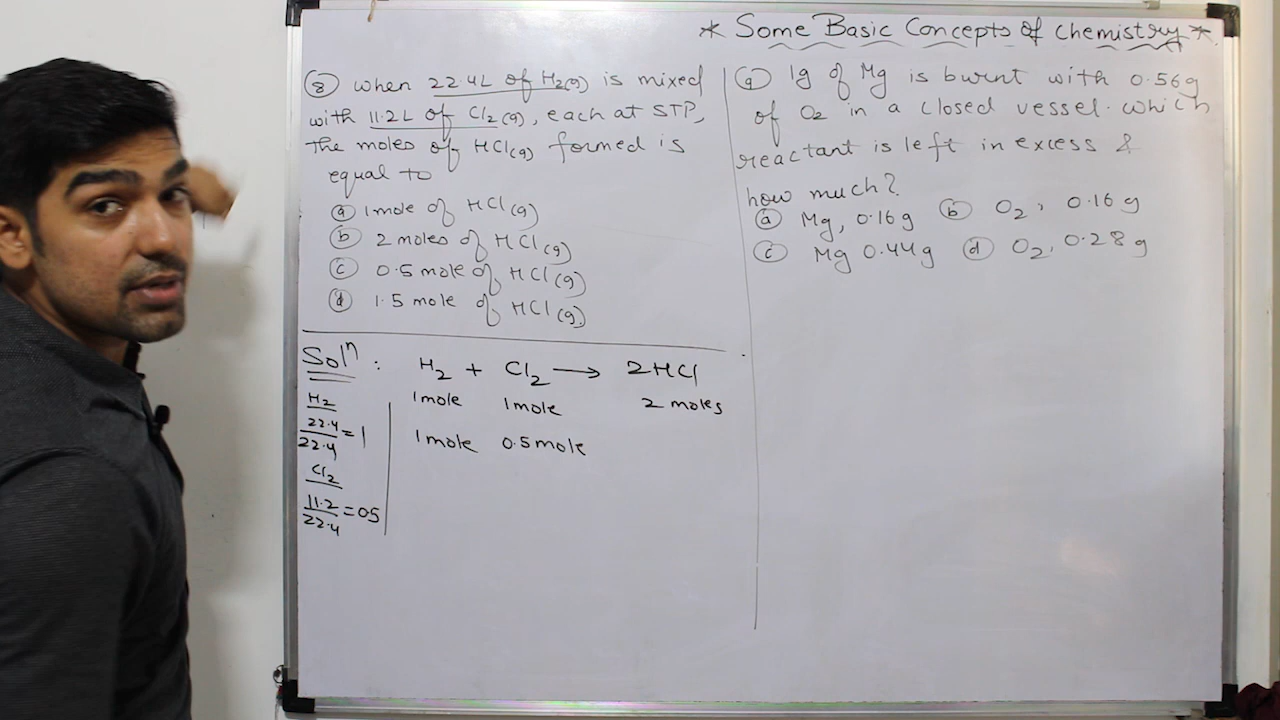 * Some Basic Concepts of Chemistry *
⑧ when 22.4L of H₂(g) is mixed
with 11.2L of Cl₂(g), each at STP,
The moles of HCl(g) formed is
equal to
ⓐ 1 mole of HCl(g)
ⓑ 2 moles of HCl(g)
ⓒ 0.5 mole of HCl(g)
ⓓ 1.5 mole of HCl(g)
Solⁿ : H₂ + Cl₂ ⟶ 2HCl
1mole 1mole 2 moles
1mole 0.5mole
H₂
22.4/22.4 = 1
Cl₂
11.2/22.4 = 05
⑨ 1g of Mg is burnt with 0.56g
of O₂ in a closed vessel. which
reactant is left in excess &
how much?
ⓐ Mg, 0.16g ⓑ O₂, 0.16g
ⓒ Mg 0.44g ⓓ O₂, 0.28g